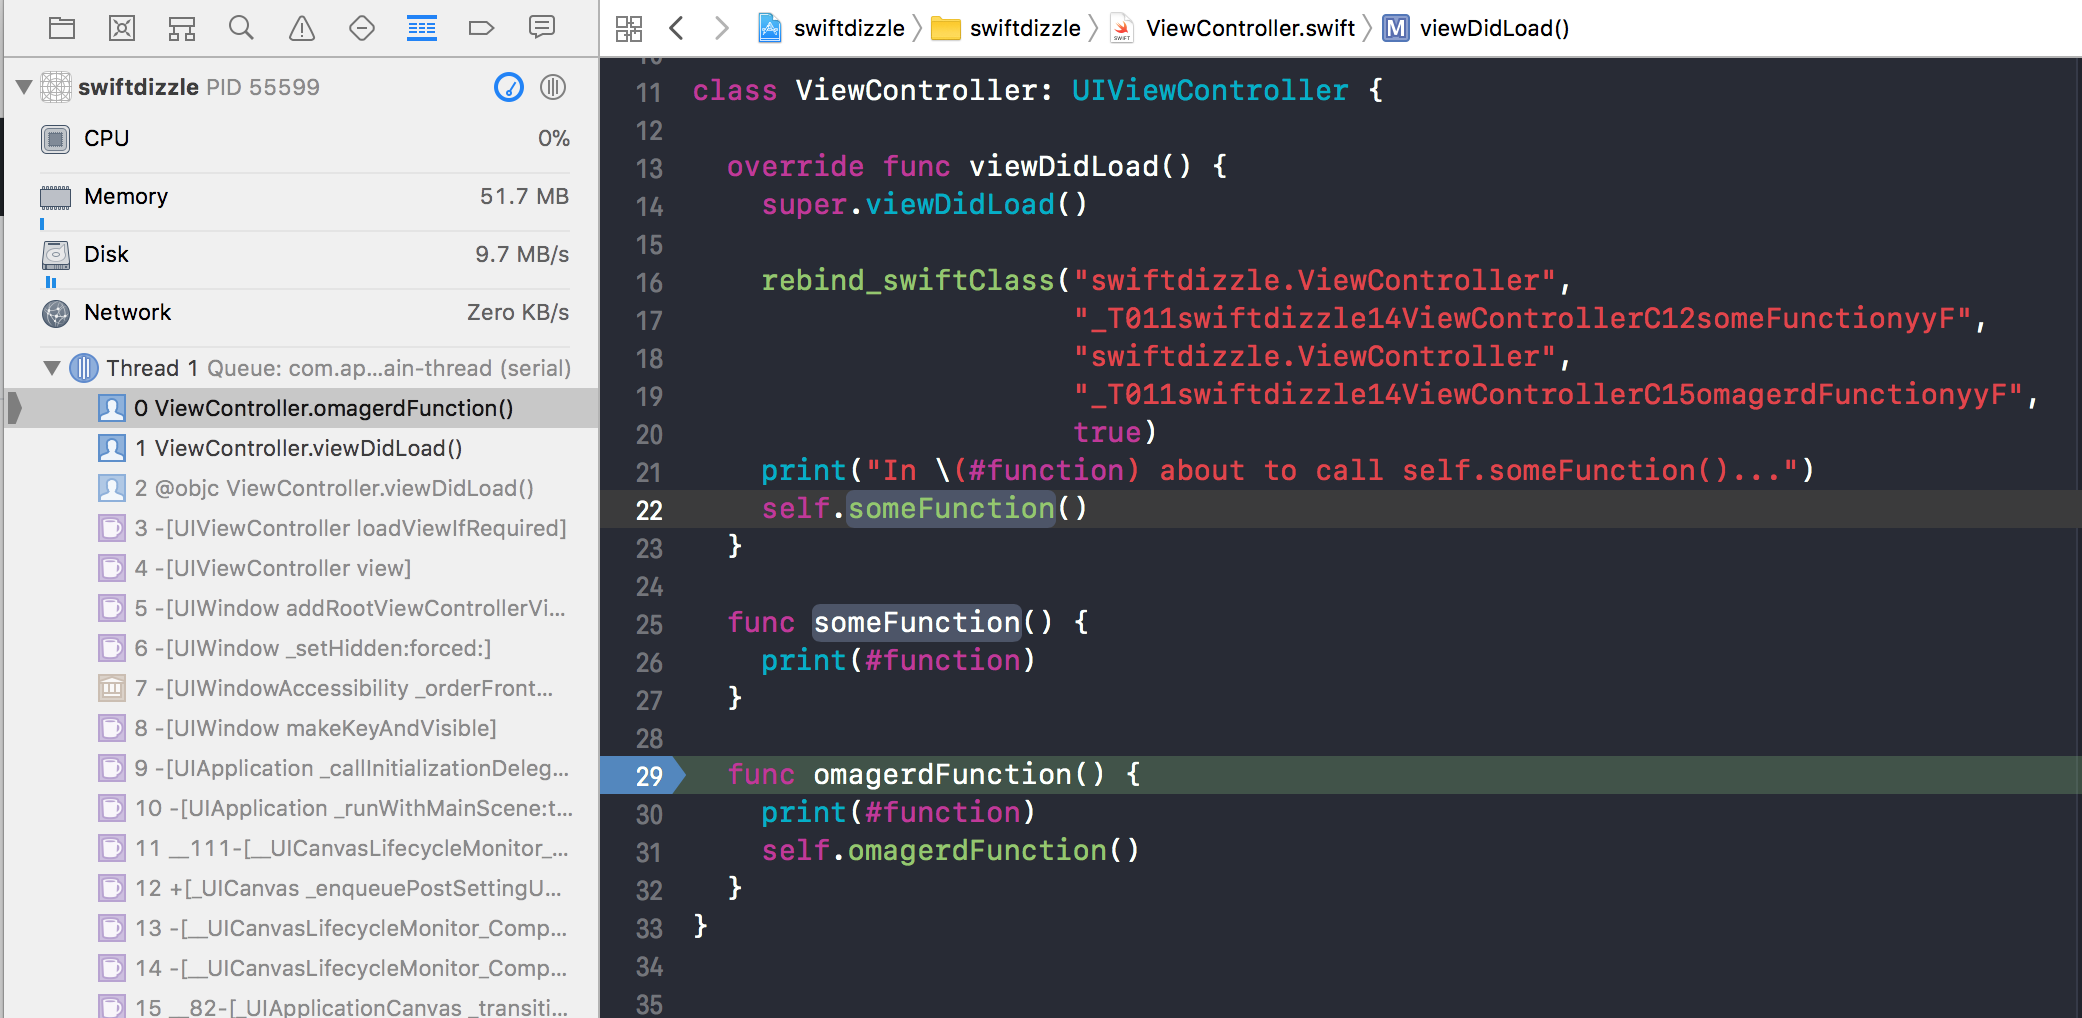 swiftdizzle swiftdizzle ViewController.swift M viewDidLoad()
swiftdizzle PID 55599
CPU 0%
Memory 51.7 MB
Disk 9.7 MB/s
Network Zero KB/s
Thread 1 Queue: com.ap...ain-thread (serial)
0 ViewController.omagerdFunction()
1 ViewController.viewDidLoad()
2 @objc ViewController.viewDidLoad()
3 -[UIViewController loadViewIfRequired]
4 -[UIViewController view]
5 -[UIWindow addRootViewControllerVi...
6 -[UIWindow _setHidden:forced:]
7 -[UIWindowAccessibility _orderFront...
8 -[UIWindow makeKeyAndVisible]
9 -[UIApplication _callInitializationDeleg...
10 -[UIApplication _runWithMainScene:t...
11 __111-[__UICanvasLifecycleMonitor_...
12 +[_UICanvas _enqueuePostSettingU...
13 -[__UICanvasLifecycleMonitor_Comp...
14 -[__UICanvasLifecycleMonitor_Comp...
15 __82-[_UIApplicationCanvas _transiti...
10
11 class ViewController: UIViewController {
12
13 override func viewDidLoad() {
14 super.viewDidLoad()
15
16 rebind_swiftClass("swiftdizzle.ViewController",
17 "_T011swiftdizzle14ViewControllerC12someFunctionyyF",
18 "swiftdizzle.ViewController",
19 "_T011swiftdizzle14ViewControllerC15omagerdFunctionyyF",
20 true)
21 print("In \(#function) about to call self.someFunction()...")
22 self.someFunction()
23 }
24
25 func someFunction() {
26 print(#function)
27 }
28
29 func omagerdFunction() {
30 print(#function)
31 self.omagerdFunction()
32 }
33 }
34
35